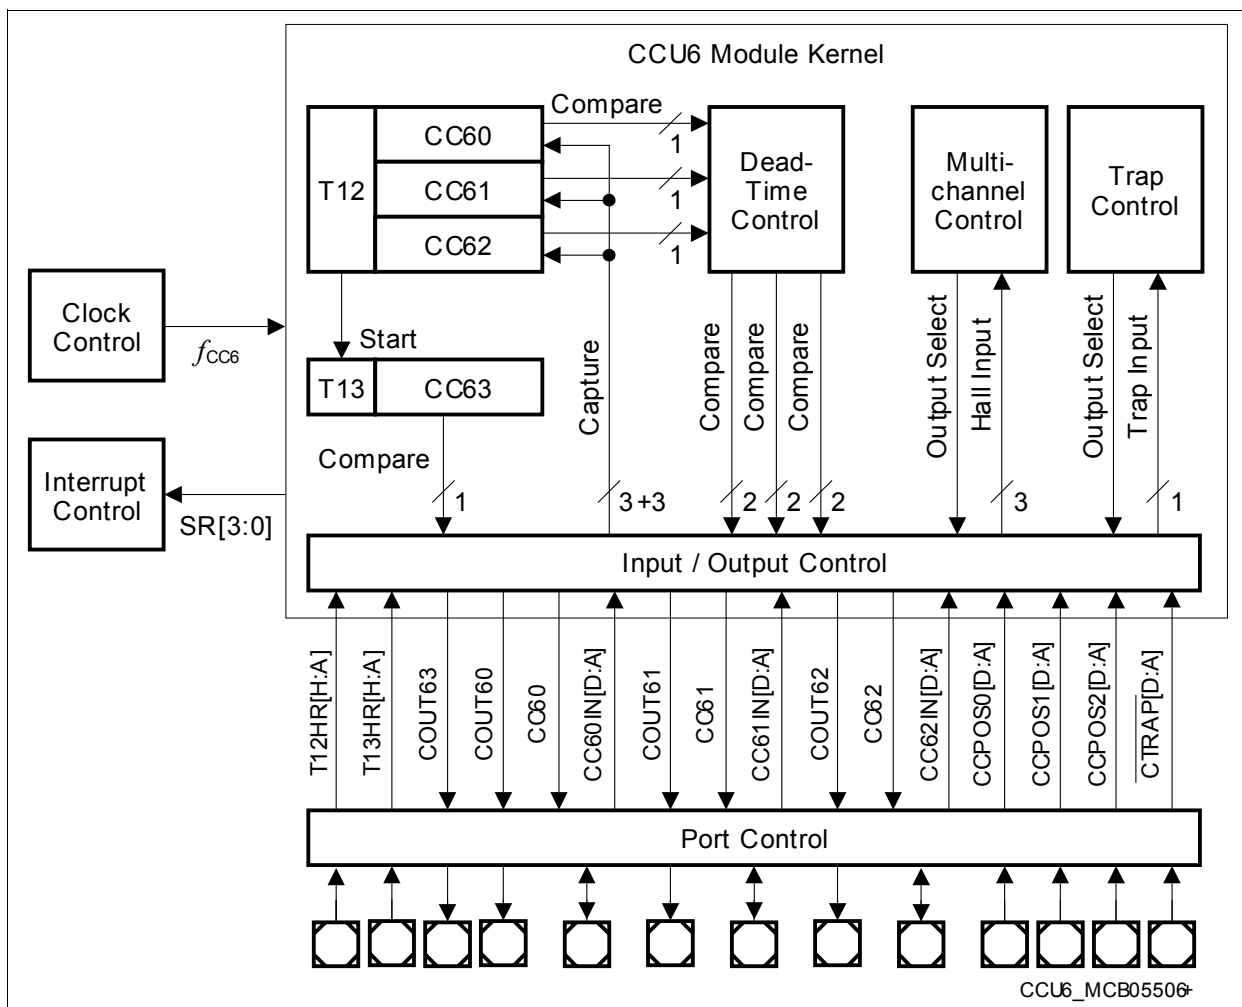 CCU6 Module Kernel
Compare
T12
CC60
CC61
CC62
1
1
1
Dead-
Time
Control
Multi-
channel
Control
Trap
Control
Clock
Control
fCC6
Start
T13
CC63
Compare
Capture
Compare
Compare
Compare
Output Select
Hall Input
Output Select
Trap Input
Interrupt
Control
SR[3:0]
1
3+3
2
2
2
3
1
Input / Output Control
T12HR[H:A]
T13HR[H:A]
COUT63
COUT60
CC60
CC60IN[D:A]
COUT61
CC61
CC61IN[D:A]
COUT62
CC62
CC62IN[D:A]
CCPOS0[D:A]
CCPOS1[D:A]
CCPOS2[D:A]
CTRAP[D:A]
Port Control
CCU6_MCB05506+